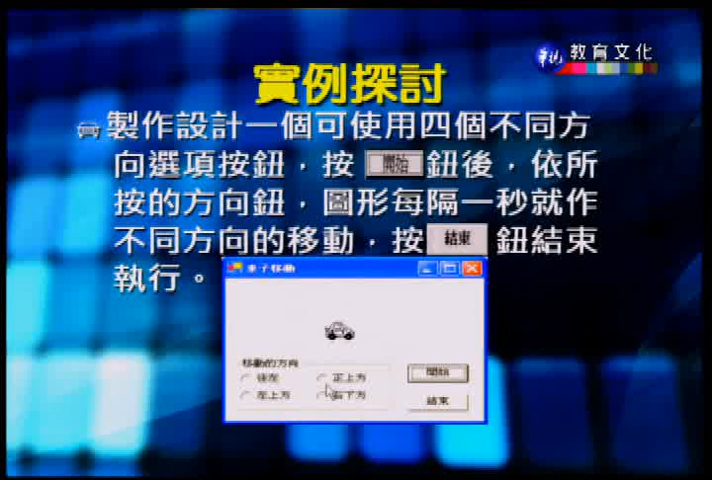 華視 教育文化
實例探討
製作設計一個可使用四個不同方
向選項按鈕，按 開始 鈕後，依所
按的方向鈕，圖形每隔一秒就作
不同方向的移動，按 結束 鈕結束
執行。
車子移動
移動的方向
往左 正上方 開始
左上方 右下方 結束